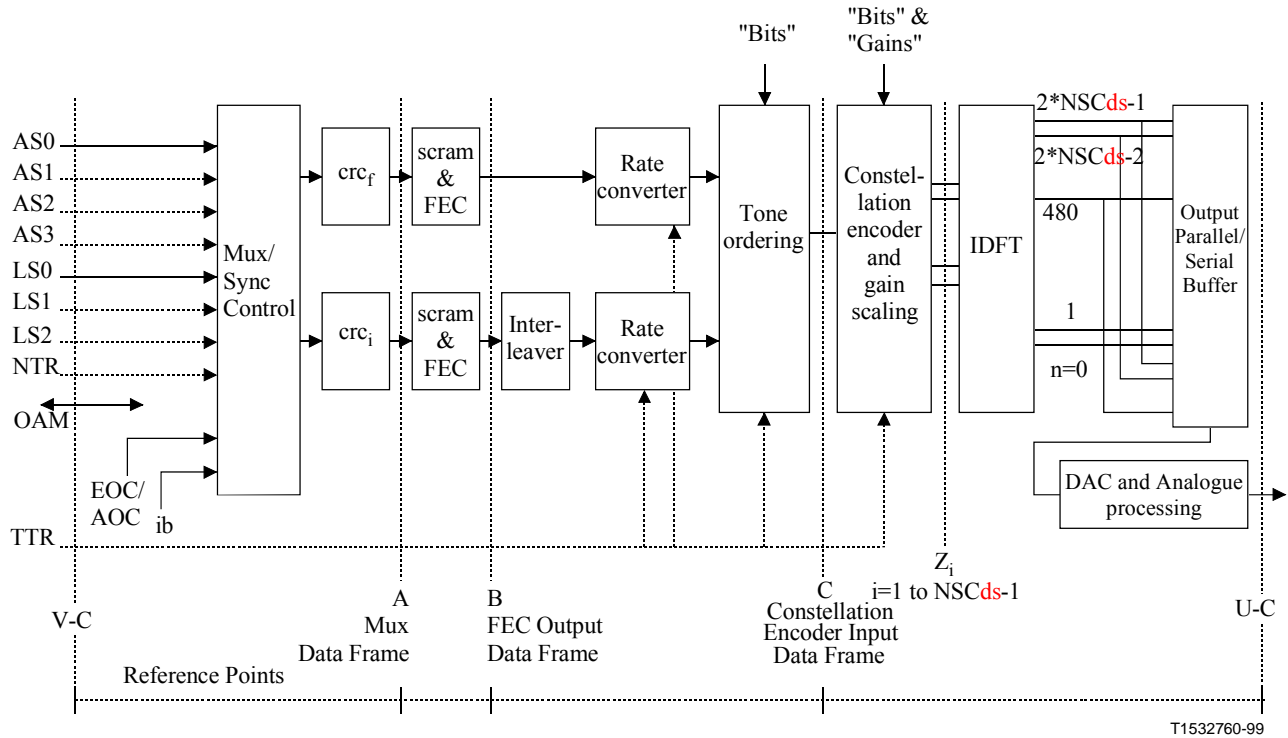 "Bits"
"Bits" &
"Gains"
AS0
AS1
AS2
AS3
LS0
LS1
LS2
NTR
OAM
EOC/
AOC
ib
TTR
Mux/
Sync
Control
crcf
crci
scram
&
FEC
scram
&
FEC
Inter-
leaver
Rate
converter
Rate
converter
Tone
ordering
Constel-
lation
encoder
and
gain
scaling
IDFT
2*NSCds-1
2*NSCds-2
480
1
n=0
Output
Parallel/
Serial
Buffer
DAC and Analogue
processing
V-C
A
Mux
Data Frame
B
FEC Output
Data Frame
C
Constellation
Encoder Input
Data Frame
Zi
i=1 to NSCds-1
U-C
Reference Points
T1532760-99